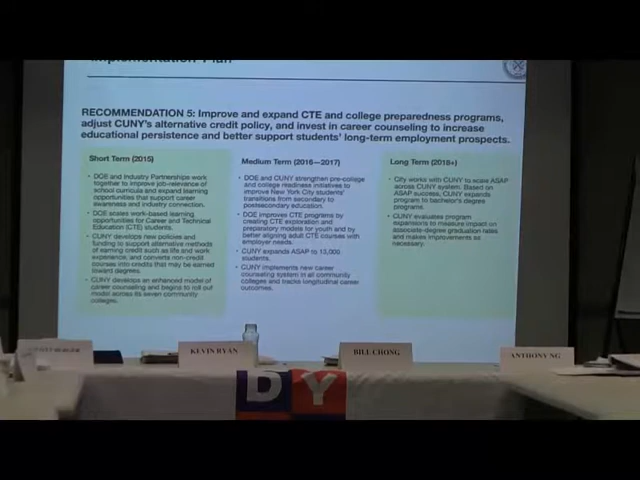 Implementation Plan
RECOMMENDATION 5: Improve and expand CTE and college preparedness programs,
adjust CUNY's alternative credit policy, and invest in career counseling to increase
educational persistence and better support students' long-term employment prospects.
Short Term (2015)
• DOE and Industry Partnerships work
together to improve job-relevance of
school curricula and expand learning
opportunities that support career
awareness and industry connection.
• DOE scales work-based learning
opportunities for Career and Technical
Education (CTE) students.
• CUNY develops new policies and
funding to support alternative methods
of earning credit such as life and work
experience, and converts non-credit
courses into credits that may be earned
toward degrees.
• CUNY develops an enhanced model of
career counseling and begins to roll out
model across its seven community
colleges.
Medium Term (2016—2017)
• DOE and CUNY strengthen pre-college
and college readiness initiatives to
improve New York City students'
transitions from secondary to
postsecondary education.
• DOE improves CTE programs by
creating CTE exploration and
preparatory models for youth and by
better aligning adult CTE courses with
employer needs.
• CUNY expands ASAP to 13,000
students.
• CUNY implements new career
counseling system in all community
colleges and tracks longitudinal career
outcomes.
Long Term (2018+)
• City works with CUNY to scale ASAP
across CUNY system. Based on
ASAP success, CUNY expands
program to bachelor's degree
programs.
• CUNY evaluates program
expansions to measure impact on
associate-degree graduation rates
and makes improvements as
necessary.
KEVIN RYAN
BILL CHONG
ANTHONY NG
DY